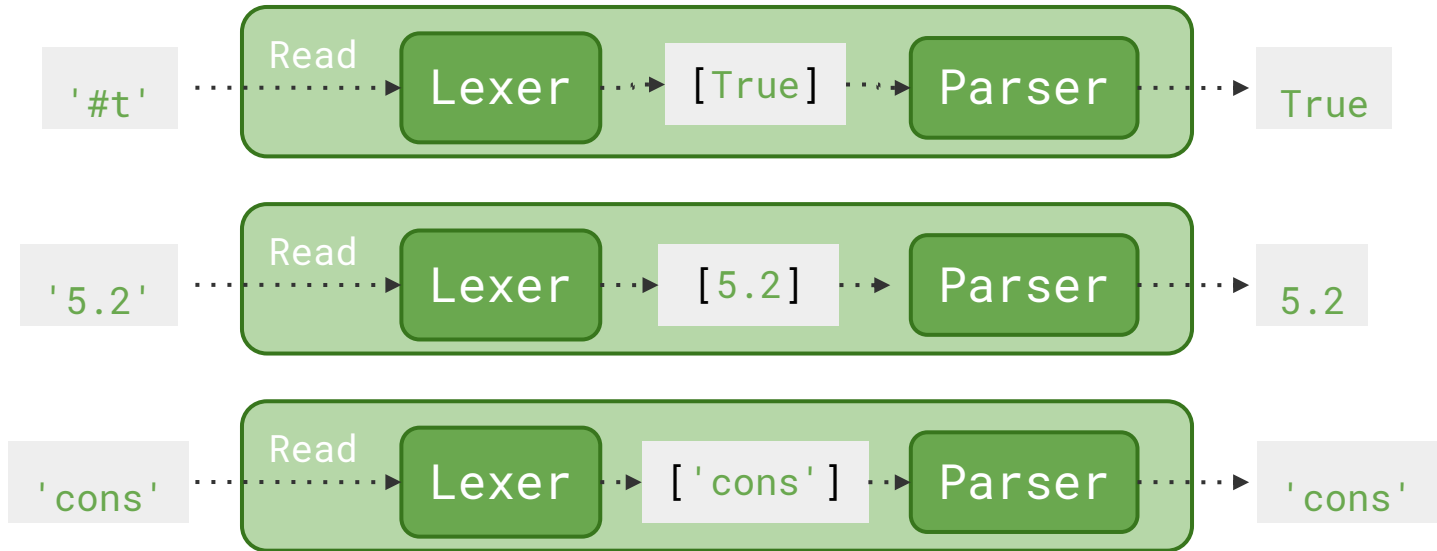 Read
'#t' Lexer [True] Parser True
Read
'5.2' Lexer [5.2] Parser 5.2
Read
'cons' Lexer ['cons'] Parser 'cons'